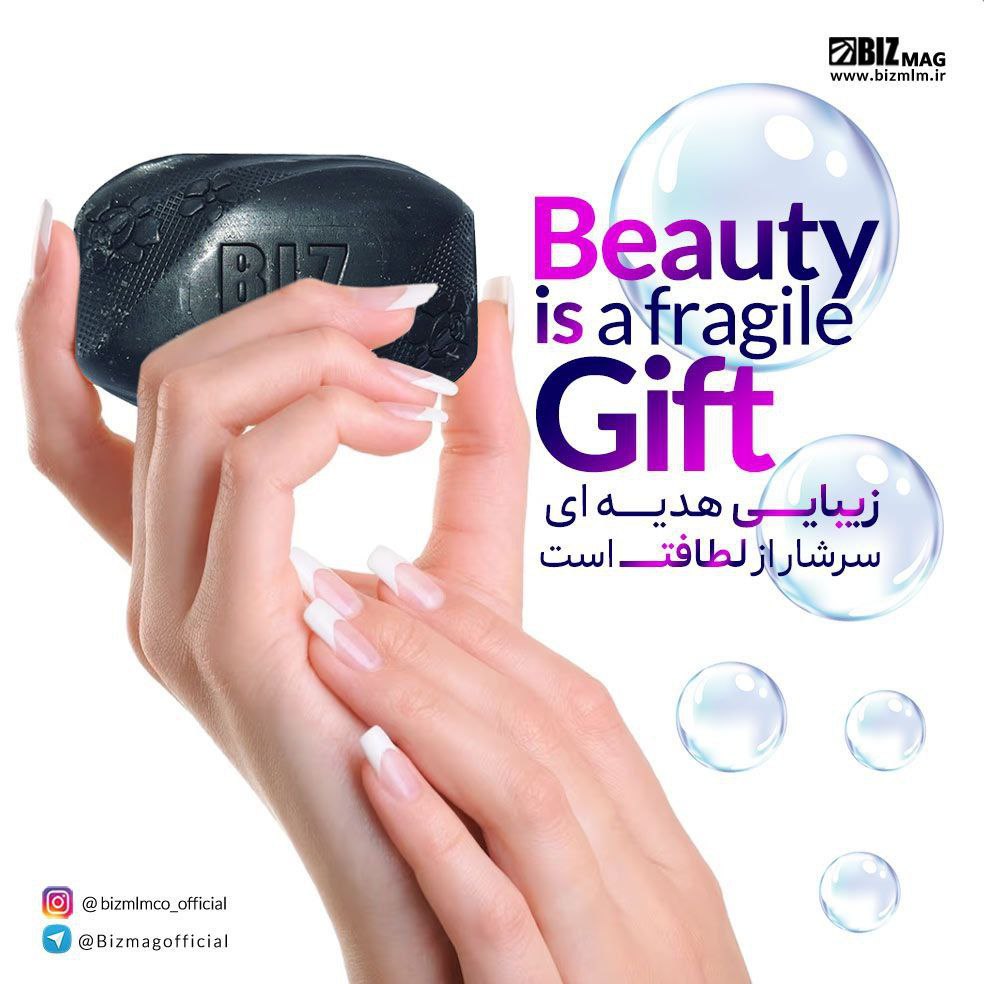 BIZ MAG
www.bizmlm.ir
BIZ
Beauty
is a fragile
Gift
زیبایی هدیه ای
سرشار از لطافت است
@bizmlmco_official
@Bizmagofficial